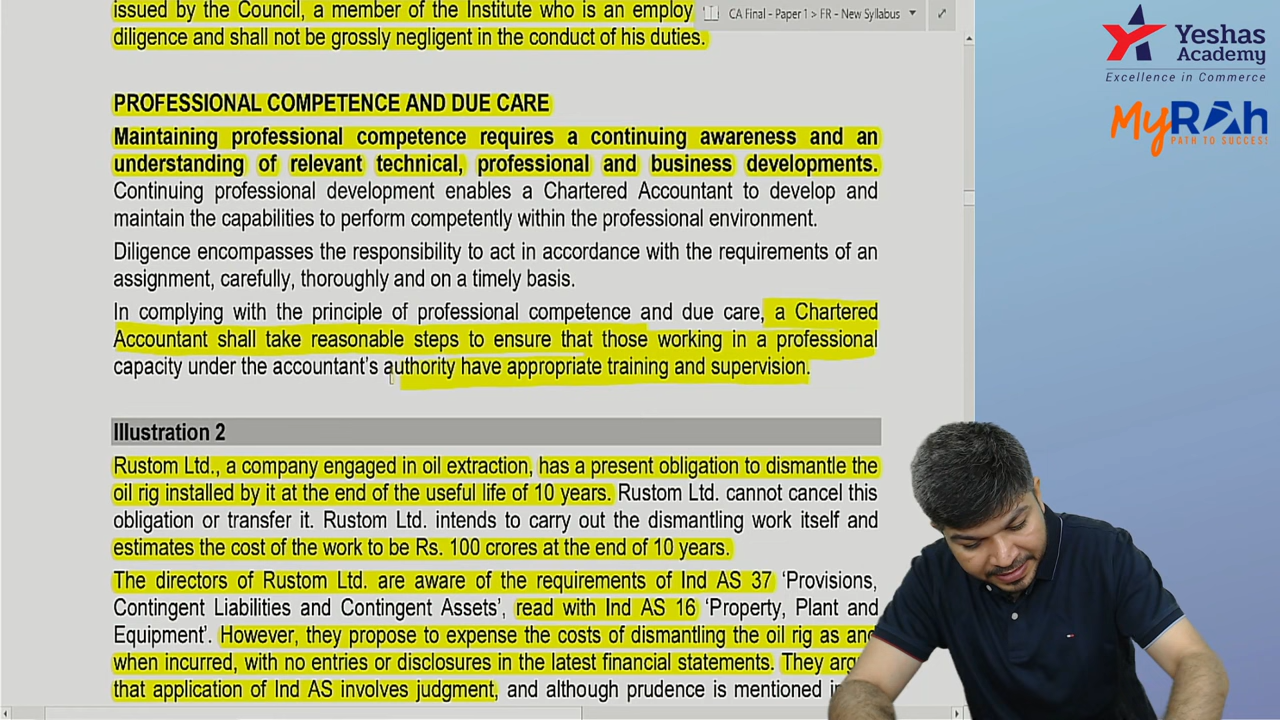 issued by the Council, a member of the Institute who is an employ
CA Final - Paper 1 > FR - New Syllabus
diligence and shall not be grossly negligent in the conduct of his duties.
Yeshas
Academy
Excellence in Commerce
MyRAh
PATH TO SUCCESS!
PROFESSIONAL COMPETENCE AND DUE CARE
Maintaining professional competence requires a continuing awareness and an
understanding of relevant technical, professional and business developments.
Continuing professional development enables a Chartered Accountant to develop and
maintain the capabilities to perform competently within the professional environment.
Diligence encompasses the responsibility to act in accordance with the requirements of an
assignment, carefully, thoroughly and on a timely basis.
In complying with the principle of professional competence and due care, a Chartered
Accountant shall take reasonable steps to ensure that those working in a professional
capacity under the accountant's authority have appropriate training and supervision.
Illustration 2
Rustom Ltd., a company engaged in oil extraction, has a present obligation to dismantle the
oil rig installed by it at the end of the useful life of 10 years. Rustom Ltd. cannot cancel this
obligation or transfer it. Rustom Ltd. intends to carry out the dismantling work itself and
estimates the cost of the work to be Rs. 100 crores at the end of 10 years.
The directors of Rustom Ltd. are aware of the requirements of Ind AS 37 'Provisions,
Contingent Liabilities and Contingent Assets', read with Ind AS 16 'Property, Plant and
Equipment'. However, they propose to expense the costs of dismantling the oil rig as and
when incurred, with no entries or disclosures in the latest financial statements. They
that application of Ind AS involves judgment, and although prudence is mentioned